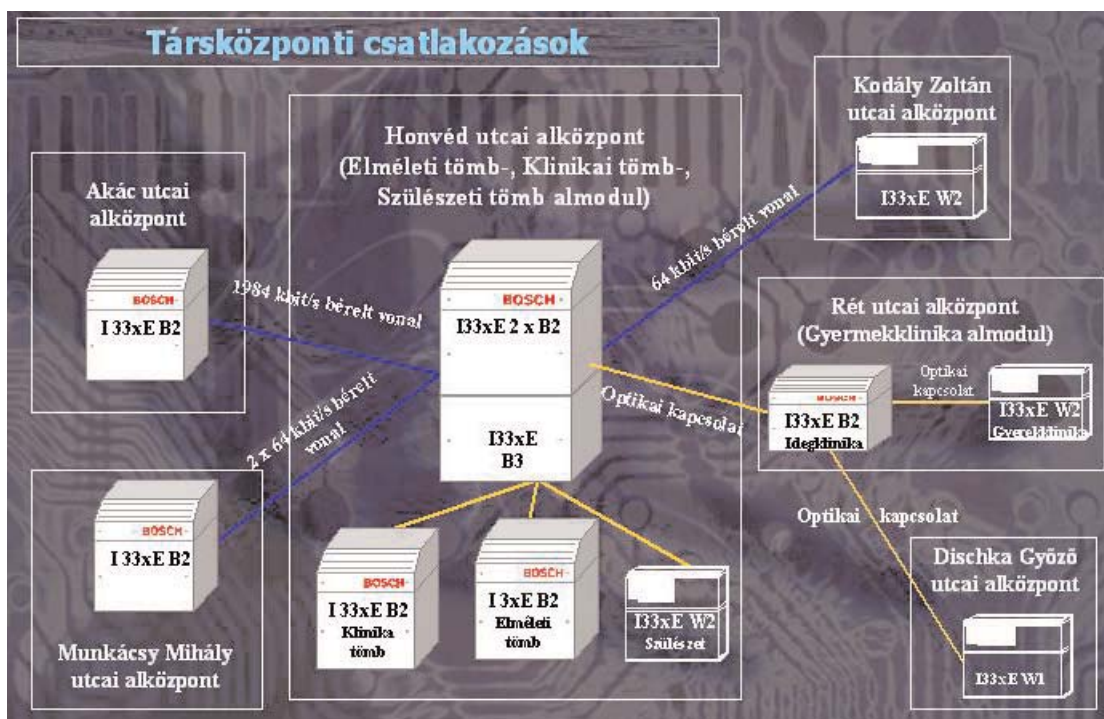 Társközponti csatlakozások
Kodály Zoltán
utcai alközpont
I33xE W2
Honvéd utcai alközpont
(Elméleti tömb-, Klinikai tömb-,
Szülészeti tömb almodul)
Akác utcai
alközpont
BOSCH
I 33xE B2
1984 kbit/s bérelt vonal
64 kbit/s bérelt vonal
BOSCH
I33xE 2 x B2
I33xE
B3
Rét utcai alközpont
(Gyermekklinika almodul)
Optikai kapcsolat
BOSCH
I33xE B2
Idegklinika
Optikai
kapcsolat
I33xE W2
Gyerekklinika
2 x 64 kbit/s bérelt
vonal
BOSCH
I 33xE B2
Munkácsy Mihály
utcai alközpont
BOSCH
I 33xE B2
Klinika
tömb
BOSCH
I 3xE B2
Elméleti
tömb
I33xE W2
Szülészet
Optikai kapcsolat
Dischka Győző
utcai alközpont
I33xE W1